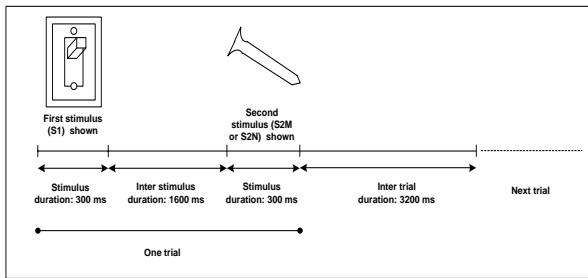 First stimulus
(S1) shown
Second
stimulus (S2M
or S2N) shown
Stimulus
duration: 300 ms
Inter stimulus
duration: 1600 ms
Stimulus
duration: 300 ms
Inter trial
duration: 3200 ms
Next trial
One trial